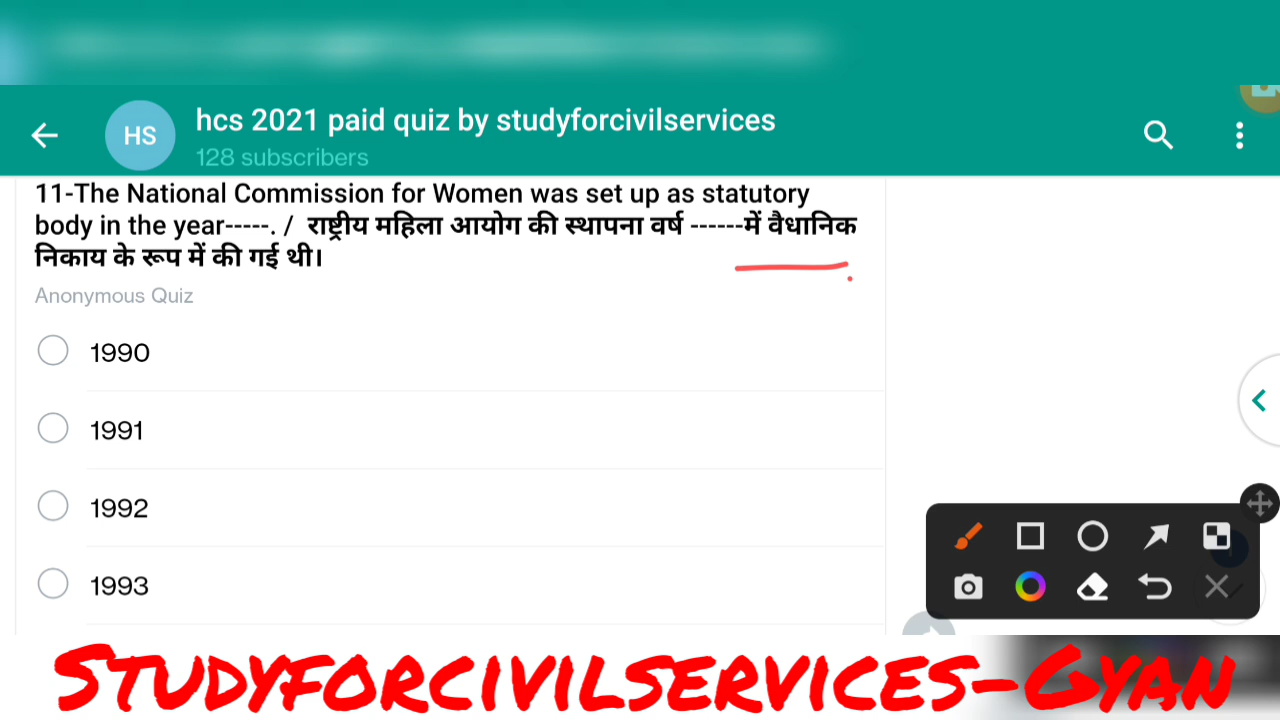 HS
hcs 2021 paid quiz by studyforcivilservices
128 subscribers
11-The National Commission for Women was set up as statutory
body in the year-----. / राष्ट्रीय महिला आयोग की स्थापना वर्ष ------में वैधानिक
निकाय के रूप में की गई थी।
Anonymous Quiz
1990
1991
1992
1993
STUDYFORCIVILSERVICES-GYAN